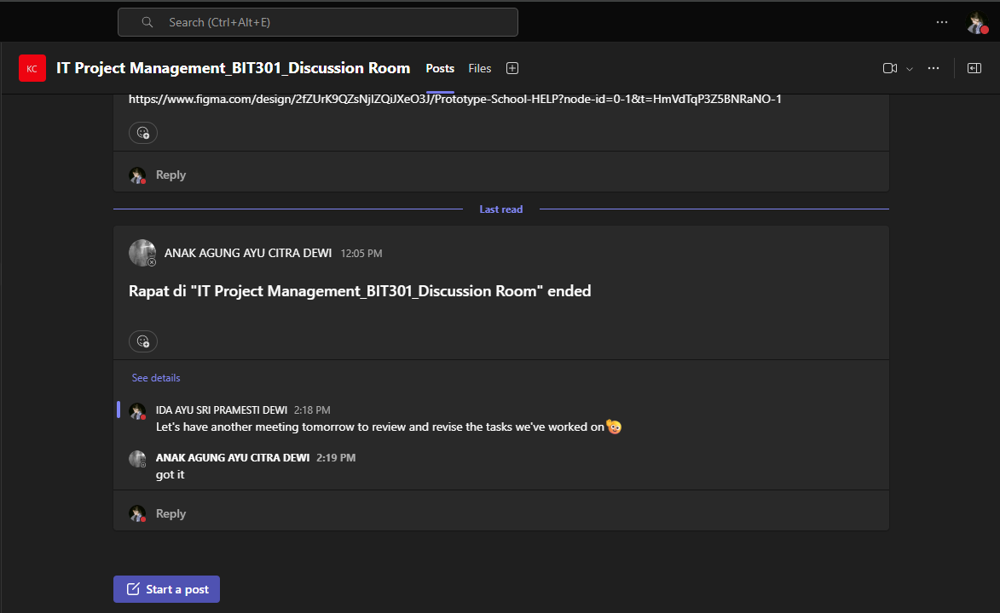 Search (Ctrl+Alt+E)
KC
IT Project Management_BIT301_Discussion Room
Posts
Files
https://www.figma.com/design/2fZUrK9QZsNjlZQiJXeO3J/Prototype-School-HELP?node-id=0-1&t=HmVdTqP3Z5BNRaNO-1
Reply
Last read
ANAK AGUNG AYU CITRA DEWI 12:05 PM
Rapat di "IT Project Management_BIT301_Discussion Room" ended
See details
IDA AYU SRI PRAMESTI DEWI 2:18 PM
Let's have another meeting tomorrow to review and revise the tasks we've worked on
ANAK AGUNG AYU CITRA DEWI 2:19 PM
got it
Reply
Start a post